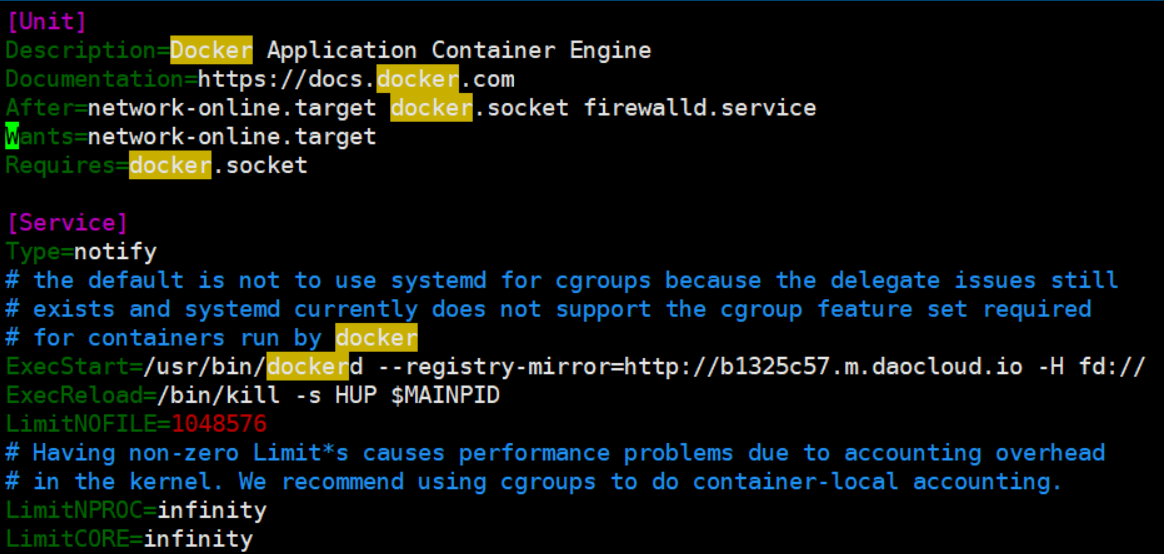 [Unit]
Description=Docker Application Container Engine
Documentation=https://docs.docker.com
After=network-online.target docker.socket firewalld.service
Wants=network-online.target
Requires=docker.socket

[Service]
Type=notify
# the default is not to use systemd for cgroups because the delegate issues still
# exists and systemd currently does not support the cgroup feature set required
# for containers run by docker
ExecStart=/usr/bin/dockerd --registry-mirror=http://b1325c57.m.daocloud.io -H fd://
ExecReload=/bin/kill -s HUP $MAINPID
LimitNOFILE=1048576
# Having non-zero Limit*s causes performance problems due to accounting overhead
# in the kernel. We recommend using cgroups to do container-local accounting.
LimitNPROC=infinity
LimitCORE=infinity